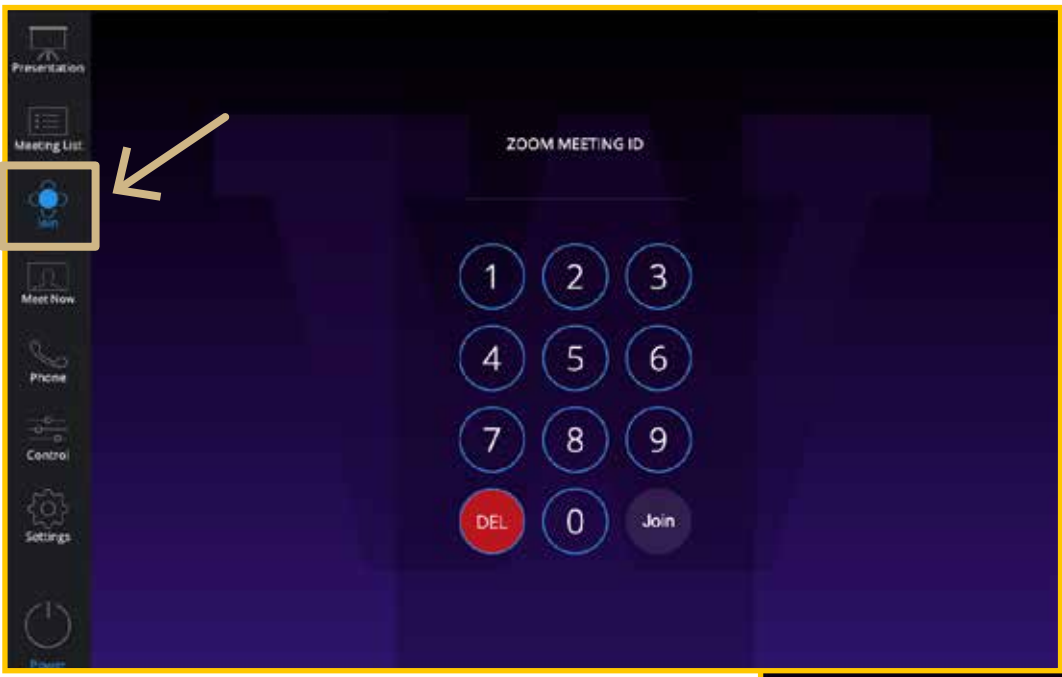 Presentation
Meeting List
Join
Meet Now
Phone
Control
Settings
Power
ZOOM MEETING ID
1 2 3
4 5 6
7 8 9
DEL 0 Join